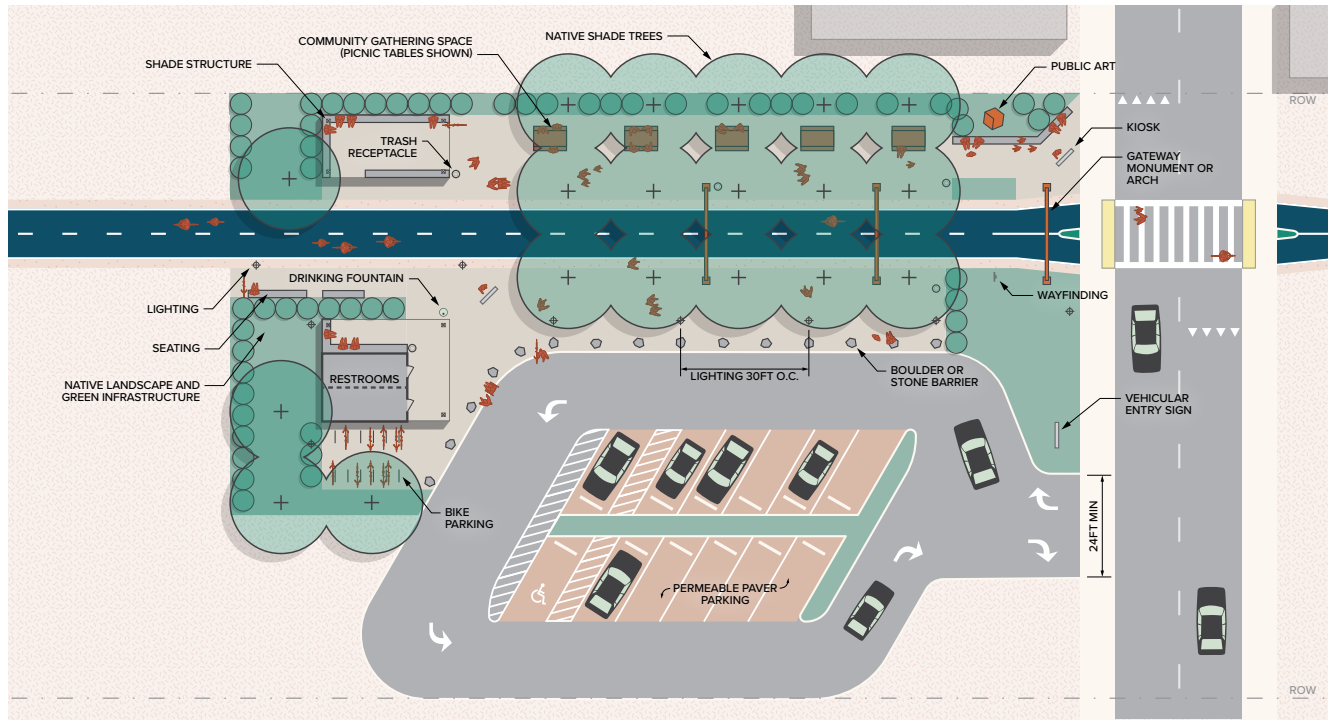 COMMUNITY GATHERING SPACE
(PICNIC TABLES SHOWN)
NATIVE SHADE TREES
SHADE STRUCTURE
PUBLIC ART
ROW
TRASH
RECEPTACLE
KIOSK
GATEWAY
MONUMENT OR
ARCH
DRINKING FOUNTAIN
WAYFINDING
LIGHTING
SEATING
NATIVE LANDSCAPE AND
GREEN INFRASTRUCTURE
RESTROOMS
LIGHTING 30FT O.C.
BOULDER OR
STONE BARRIER
VEHICULAR
ENTRY SIGN
BIKE
PARKING
24FT MIN
PERMEABLE PAVER
PARKING
ROW